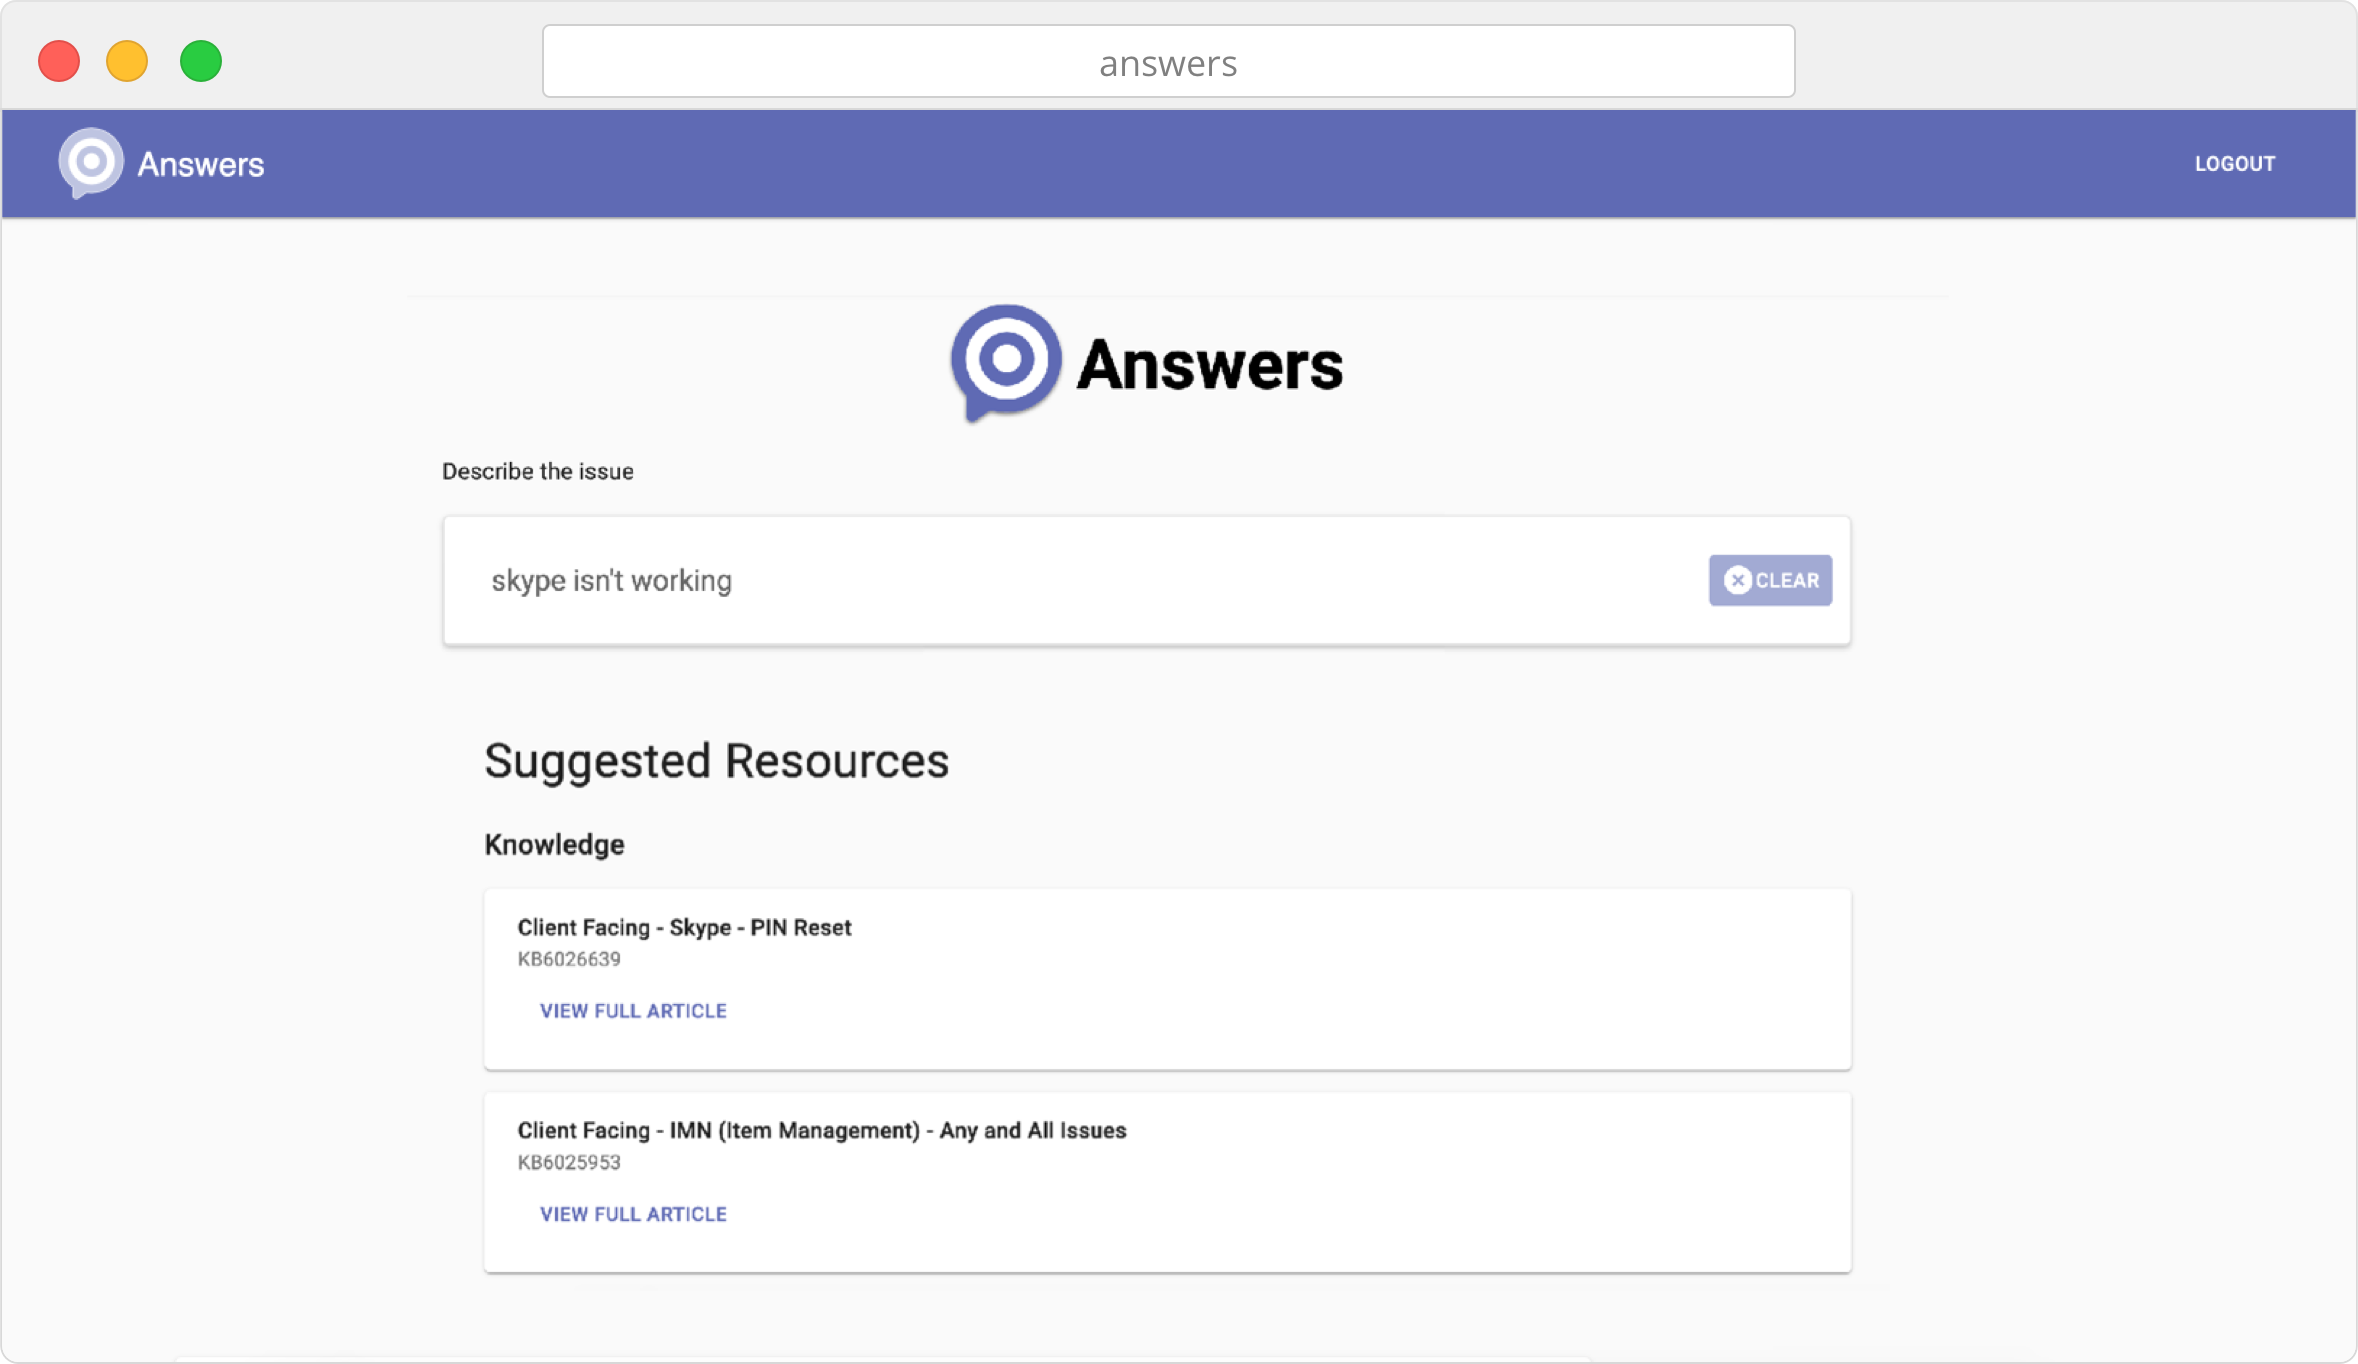 answers
Answers
LOGOUT
Answers
Describe the issue
skype isn't working
CLEAR
Suggested Resources
Knowledge
Client Facing - Skype - PIN Reset
KB6026639
VIEW FULL ARTICLE
Client Facing - IMN (Item Management) - Any and All Issues
KB6025953
VIEW FULL ARTICLE